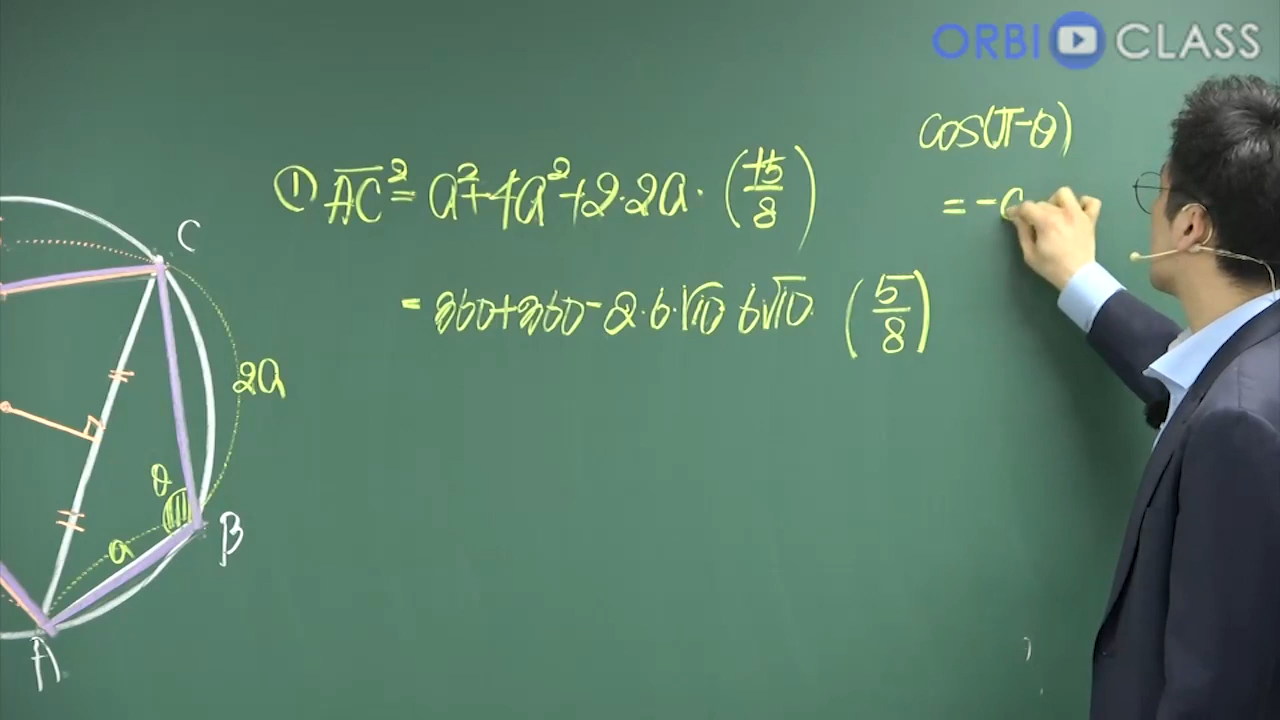 ORBI CLASS
cos(π-θ)
= -c
① AC² = a²+4a²+2·2a·(+5/8)
= 360+360-2·6·√10 6√10· (5/8)
C
2a
θ
a
B
A